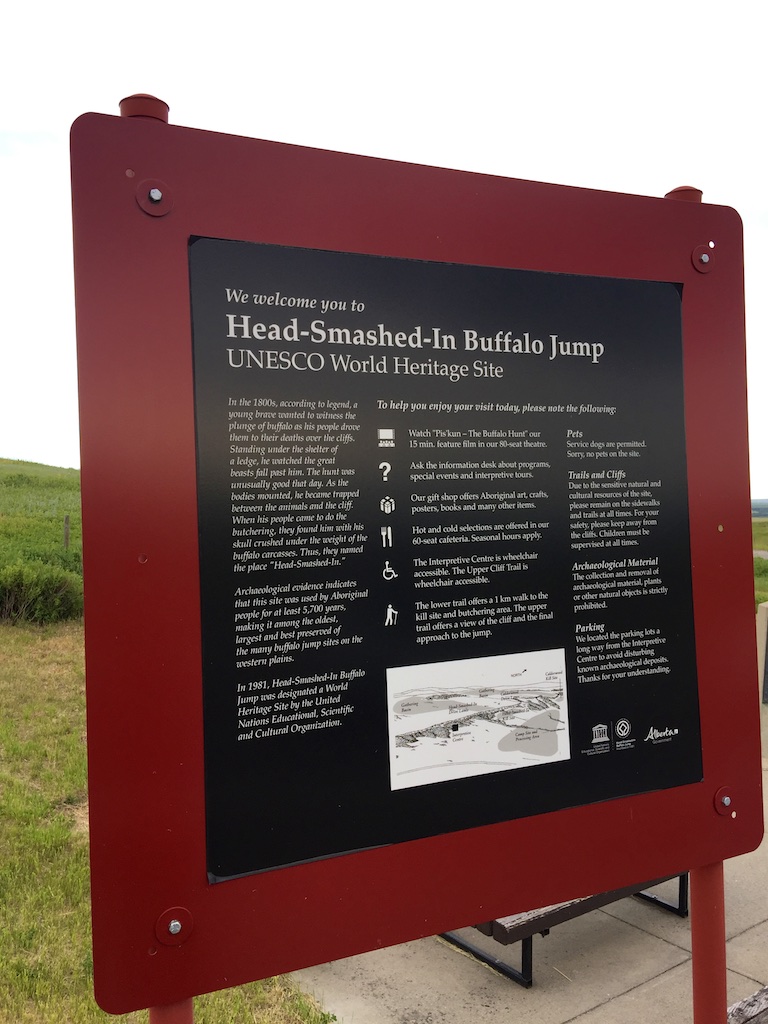 We welcome you to
Head-Smashed-In Buffalo Jump
UNESCO World Heritage Site
In the 1800s, according to legend, a
young brave wanted to witness the
plunge of buffalo as his people drove
them to their deaths over the cliffs.
Standing under the shelter of
a ledge, he watched the great
beasts fall past him. The hunt was
unusually good that day. As the
bodies mounted, he became trapped
between the animals and the cliff.
When his people came to do the
butchering, they found him with his
skull crushed under the weight of the
buffalo carcasses. Thus, they named
the place "Head-Smashed-In."
Archaeological evidence indicates
that this site was used by Aboriginal
people for at least 5,700 years,
making it among the oldest,
largest and best preserved of
the many buffalo jump sites on the
western plains.
In 1981, Head-Smashed-In Buffalo
Jump was designated a World
Heritage Site by the United
Nations Educational, Scientific
and Cultural Organization.
To help you enjoy your visit today, please note the following:
Watch "Pis'kun – The Buffalo Hunt" our
15 min. feature film in our 80-seat theatre.
Ask the information desk about programs,
special events and interpretive tours.
Our gift shop offers Aboriginal art, crafts,
posters, books and many other items.
Hot and cold selections are offered in our
60-seat cafeteria. Seasonal hours apply.
The Interpretive Centre is wheelchair
accessible. The Upper Cliff Trail is
wheelchair accessible.
The lower trail offers a 1 km walk to the
kill site and butchering area. The upper
trail offers a view of the cliff and the final
approach to the jump.
NORTH
Gathering
Basin
Interpretive
Centre
Camp Site and
Processing Area
Pets
Service dogs are permitted.
Sorry, no pets on the site.
Trails and Cliffs
Due to the sensitive natural and
cultural resources of the site,
please remain on the sidewalks
and trails at all times. For your
safety, please keep away from
the cliffs. Children must be
supervised at all times.
Archaeological Material
The collection and removal of
archaeological material, plants
or other natural objects is strictly
prohibited.
Parking
We located the parking lots a
long way from the Interpretive
Centre to avoid disturbing
known archaeological deposits.
Thanks for your understanding.
Alberta
Government